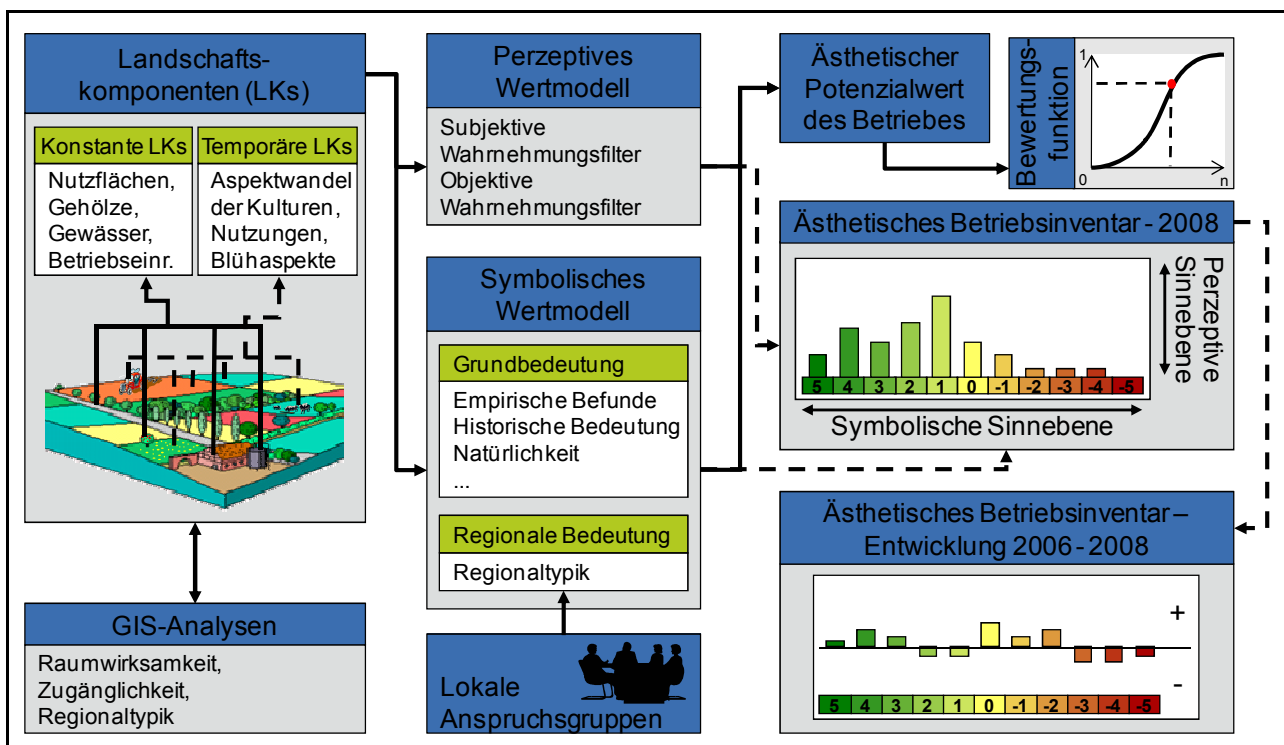 Landschafts-
komponenten (LKs)
Konstante LKs
Nutzflächen,
Gehölze,
Gewässer,
Betriebseinr.
Temporäre LKs
Aspektwandel
der Kulturen,
Nutzungen,
Blühaspekte
GIS-Analysen
Raumwirksamkeit,
Zugänglichkeit,
Regionaltypik
Perzeptives
Wertmodell
Subjektive
Wahrnehmungsfilter
Objektive
Wahrnehmungsfilter
Symbolisches
Wertmodell
Grundbedeutung
Empirische Befunde
Historische Bedeutung
Natürlichkeit
...
Regionale Bedeutung
Regionaltypik
Lokale
Anspruchsgruppen
Ästhetischer
Potenzialwert
des Betriebes
Bewertungs-
funktion
1
0
n
Ästhetisches Betriebsinventar - 2008
Perzeptive
Sinnebene
5 4 3 2 1 0 -1 -2 -3 -4 -5
Symbolische Sinnebene
Ästhetisches Betriebsinventar –
Entwicklung 2006 - 2008
+
-
5 4 3 2 1 0 -1 -2 -3 -4 -5